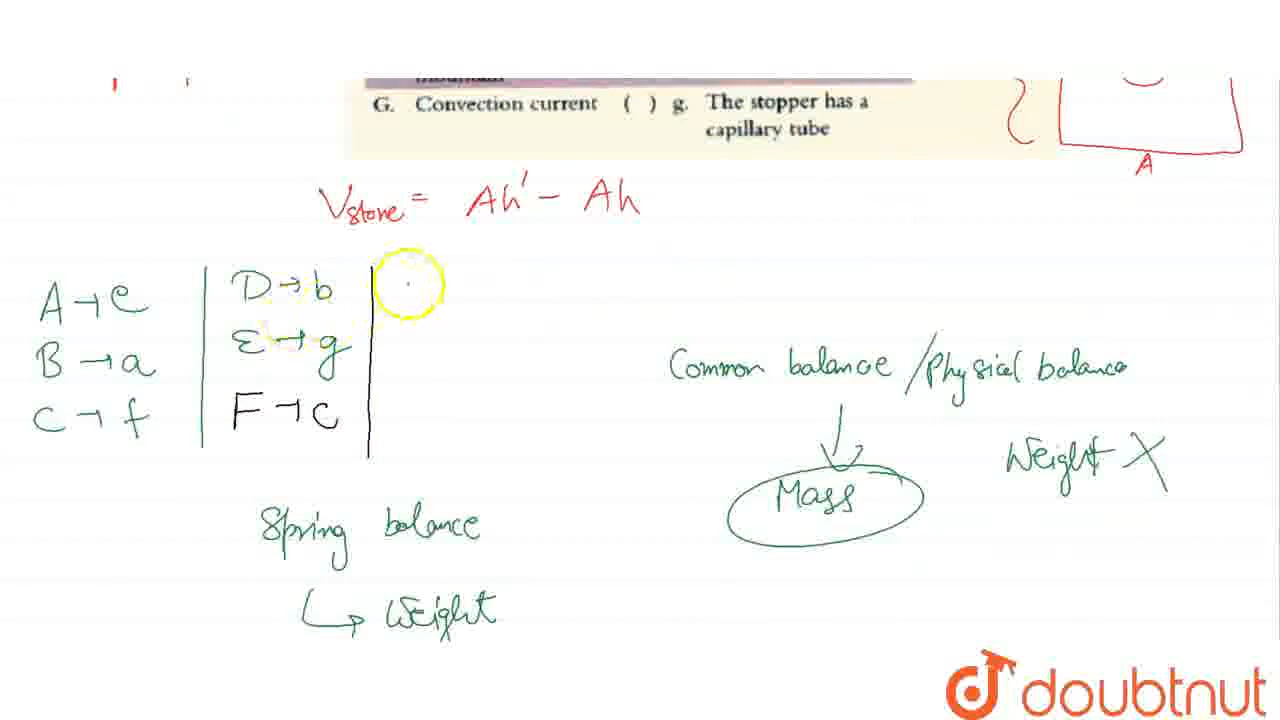 G. Convection current ( ) g. The stopper has a
capillary tube
A
Vstone = Ah' - Ah
A → e
B → a
C → f
D → b
E → g
F → c
Common balance / Physical balance
Mass
Weight X
Spring balance
↳ Weight
doubtnut